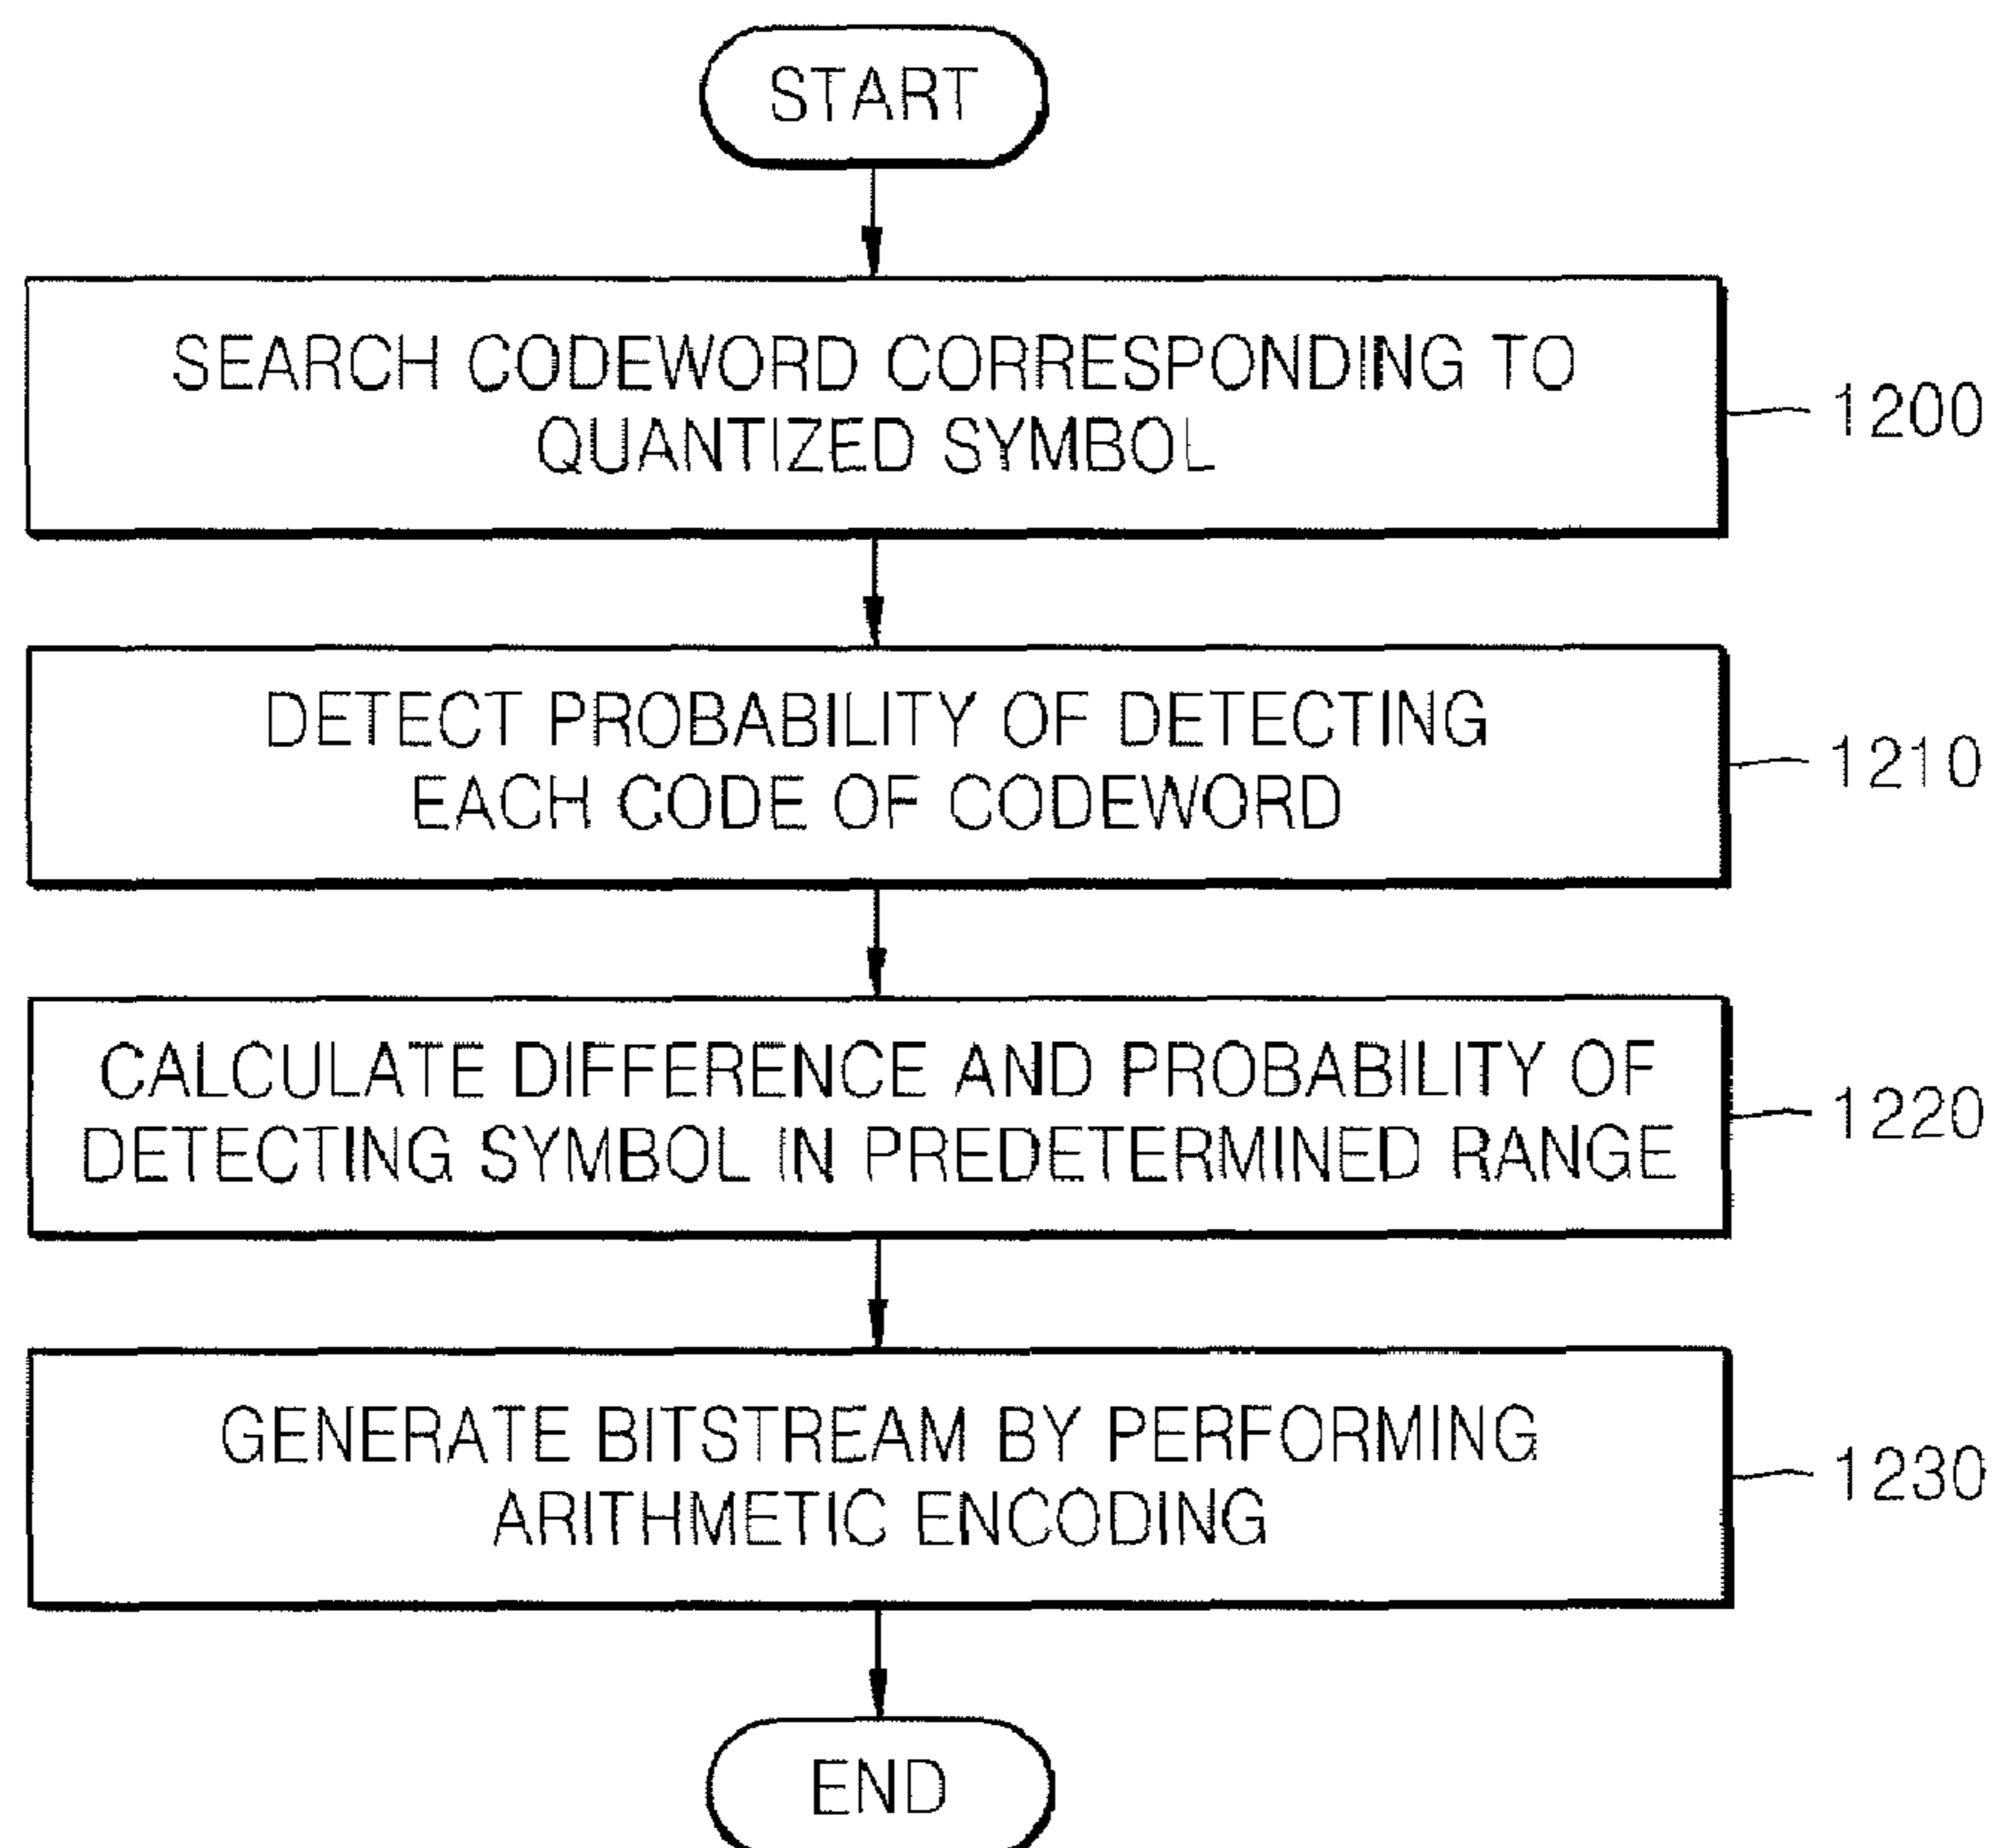 START
SEARCH CODEWORD CORRESPONDING TO
QUANTIZED SYMBOL
1200
DETECT PROBABILITY OF DETECTING
EACH CODE OF CODEWORD
1210
CALCULATE DIFFERENCE AND PROBABILITY OF
DETECTING SYMBOL IN PREDETERMINED RANGE
1220
GENERATE BITSTREAM BY PERFORMING
ARITHMETIC ENCODING
1230
END